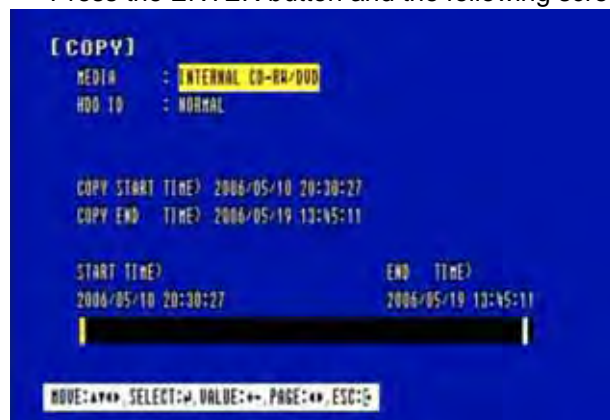 Press the ENTER button and the following scre
[COPY]
MEDIA : INTERNAL CD-RW/DVD
HDD ID : NORMAL
COPY START TIME) 2006/05/10 20:30:27
COPY END TIME) 2006/05/19 13:45:11
START TIME) END TIME)
2006/05/10 20:30:27 2006/05/19 13:45:11
MOVE:▲▼◀▶, SELECT:↲, VALUE:+-, PAGE:◀▶, ESC: